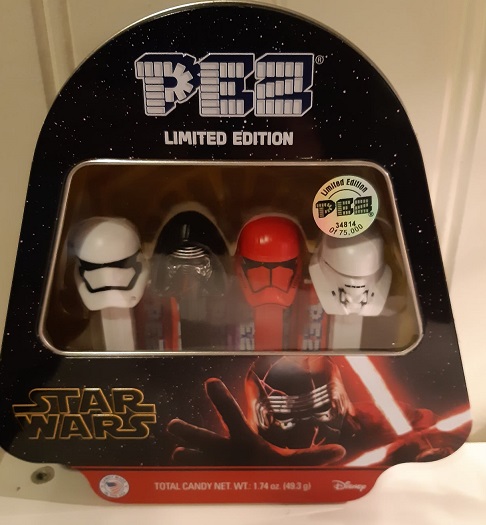 PEZ®
LIMITED EDITION
Limited Edition
PEZ
34814
Of 75,000
PEZ
STAR
WARS
TOTAL CANDY NET. WT.: 1.74 oz. (49.3 g)
Disney